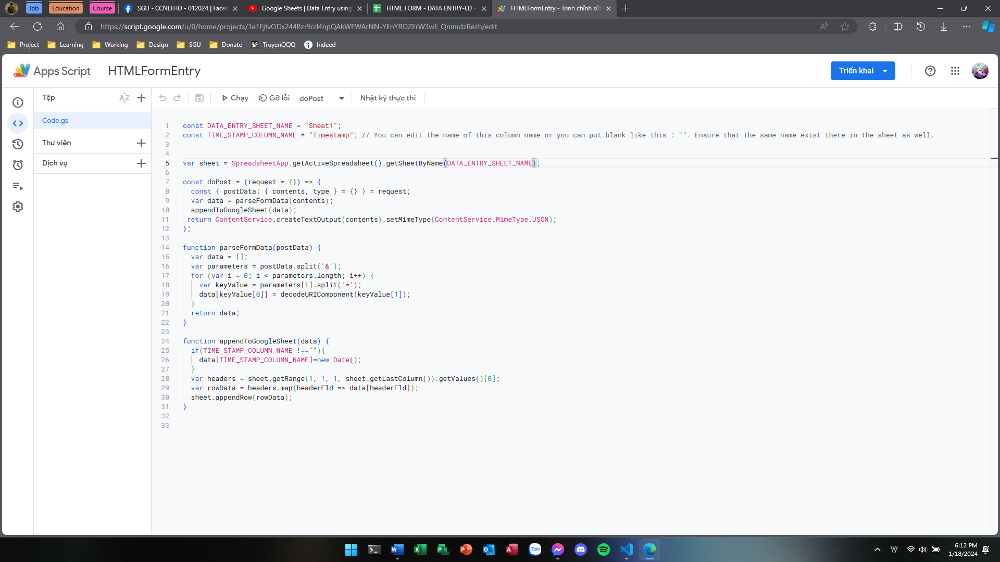 Job
Education
Course
SGU - CCNLTHĐ - 012024 | Faceb
Google Sheets | Data Entry using
HTML FORM - DATA ENTRY-ED -
HTMLFormEntry - Trình chỉnh sửa
https://script.google.com/u/0/home/projects/1e1FjtvODx244Bzr9cd4npQAkWFWArNN-YEnYROZErW3wE_QnmutzRezh/edit
Project
Learning
Working
Design
SGU
Donate
TruyenQQQ
Indeed
Apps Script
HTMLFormEntry
Triển khai
Tệp
AZ
Chạy
Gỡ lỗi
doPost
Nhật ký thực thi
Code.gs
Thư viện
Dịch vụ
1 const DATA_ENTRY_SHEET_NAME = "Sheet1";
2 const TIME_STAMP_COLUMN_NAME = "Timestamp"; // You can edit the name of this column name or you can put blank like this : "". Ensure that the same name exist there in the sheet as well.
3
4
5 var sheet = SpreadsheetApp.getActiveSpreadsheet().getSheetByName(DATA_ENTRY_SHEET_NAME);
6
7 const doPost = (request = {}) => {
8 const { postData: { contents, type } = {} } = request;
9 var data = parseFormData(contents);
10 appendToGoogleSheet(data);
11 return ContentService.createTextOutput(contents).setMimeType(ContentService.MimeType.JSON);
12 };
13
14 function parseFormData(postData) {
15 var data = [];
16 var parameters = postData.split('&');
17 for (var i = 0; i < parameters.length; i++) {
18 var keyValue = parameters[i].split('=');
19 data[keyValue[0]] = decodeURIComponent(keyValue[1]);
20 }
21 return data;
22 }
23
24 function appendToGoogleSheet(data) {
25 if(TIME_STAMP_COLUMN_NAME !==""){
26 data[TIME_STAMP_COLUMN_NAME]=new Date();
27 }
28 var headers = sheet.getRange(1, 1, 1, sheet.getLastColumn()).getValues()[0];
29 var rowData = headers.map(headerFld => data[headerFld]);
30 sheet.appendRow(rowData);
31 }
32
33
Zalo
6:12 PM
1/18/2024